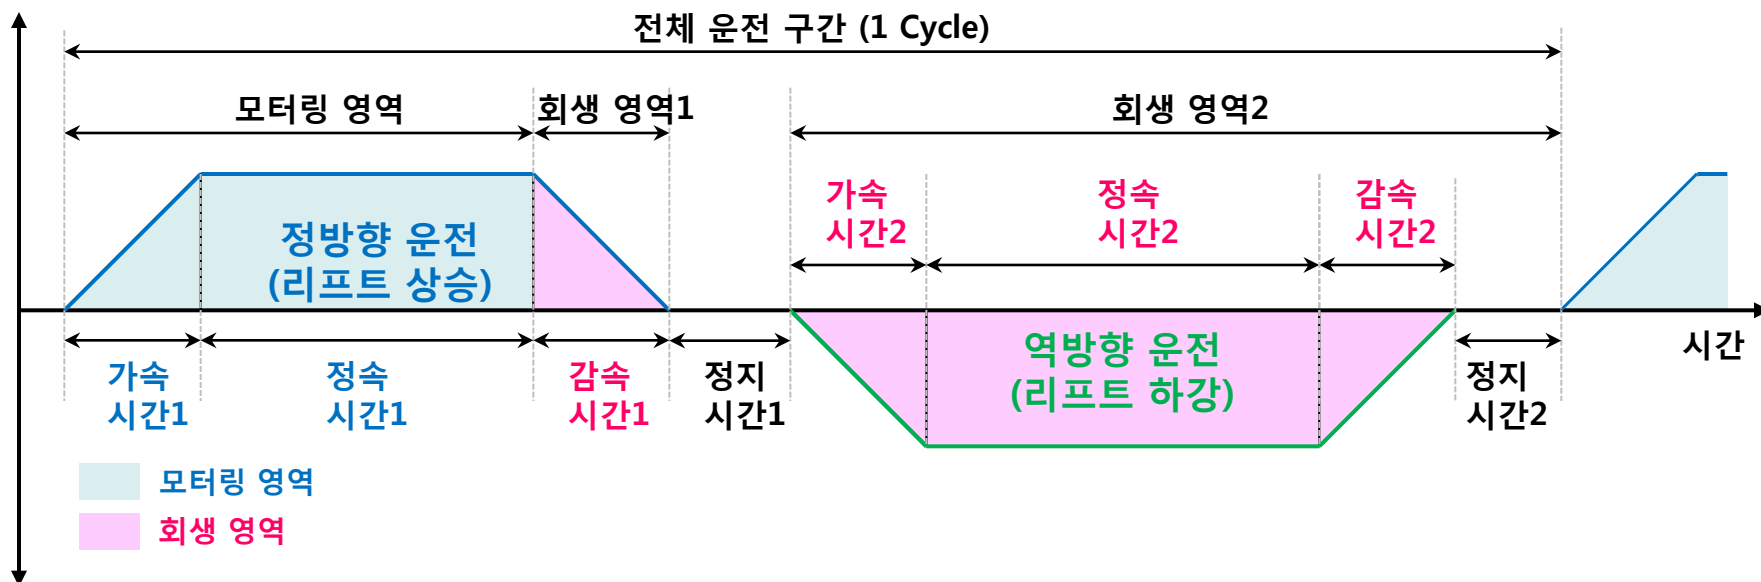 전체 운전 구간 (1 Cycle)
모터링 영역
회생 영역1
회생 영역2
가속
시간2
정속
시간2
감속
시간2
정방향 운전
(리프트 상승)
역방향 운전
(리프트 하강)
시간
가속
시간1
정속
시간1
감속
시간1
정지
시간1
정지
시간2
모터링 영역
회생 영역